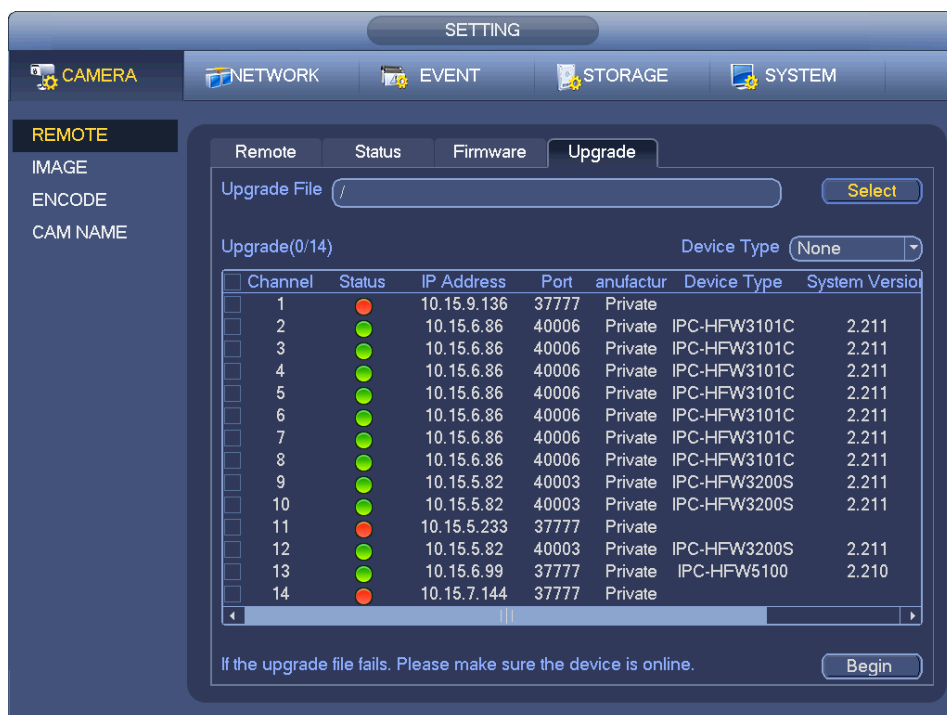 SETTING
CAMERA NETWORK EVENT STORAGE SYSTEM
REMOTE
IMAGE
ENCODE
CAM NAME
Remote Status Firmware Upgrade
Upgrade File / Select
Upgrade(0/14) Device Type None
Channel Status IP Address Port anufactur Device Type System Version
1 10.15.9.136 37777 Private
2 10.15.6.86 40006 Private IPC-HFW3101C 2.211
3 10.15.6.86 40006 Private IPC-HFW3101C 2.211
4 10.15.6.86 40006 Private IPC-HFW3101C 2.211
5 10.15.6.86 40006 Private IPC-HFW3101C 2.211
6 10.15.6.86 40006 Private IPC-HFW3101C 2.211
7 10.15.6.86 40006 Private IPC-HFW3101C 2.211
8 10.15.6.86 40006 Private IPC-HFW3101C 2.211
9 10.15.5.82 40003 Private IPC-HFW3200S 2.211
10 10.15.5.82 40003 Private IPC-HFW3200S 2.211
11 10.15.5.233 37777 Private
12 10.15.5.82 40003 Private IPC-HFW3200S 2.211
13 10.15.6.99 37777 Private IPC-HFW5100 2.210
14 10.15.7.144 37777 Private
If the upgrade file fails. Please make sure the device is online. Begin